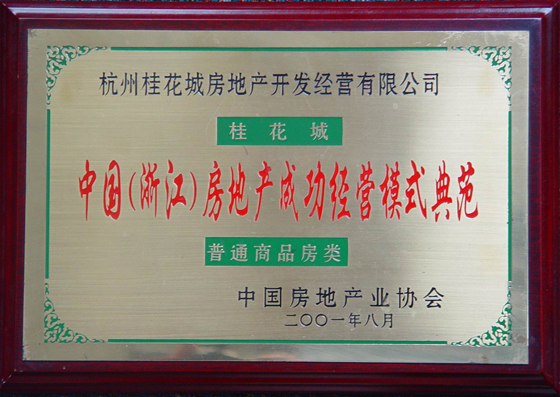 杭州桂花城房地产开发经营有限公司
桂花城
中国(浙江)房地产成功经营模式典范
普通商品房类
中国房地产业协会
二〇〇一年八月